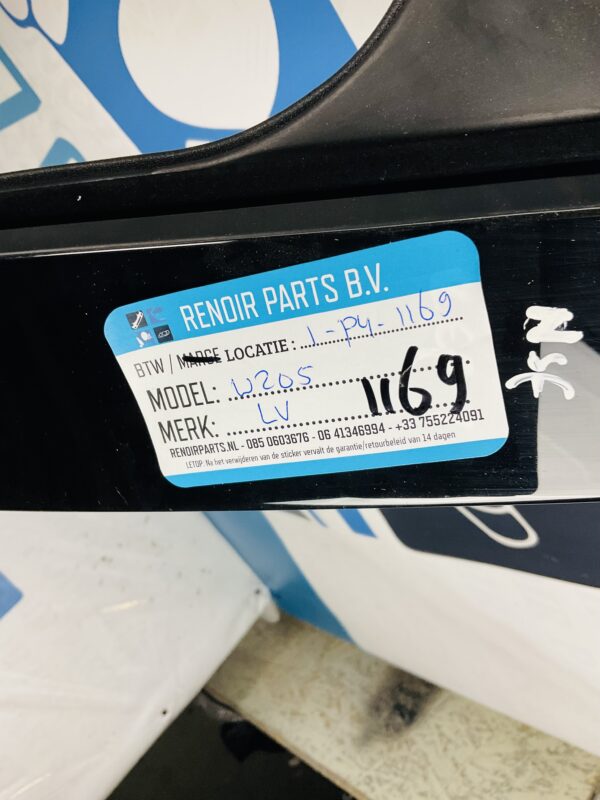 RENOIR PARTS B.V.
BTW / MARGE LOCATIE : 1-P4-1169
MODEL: W205
MERK: LV 1169
RENOIRPARTS.NL - 085 0603676 - 06 41346994 - +33 755224091
LETOP: Na het verwijderen van de sticker vervalt de garantie/retourbeleid van 14 dagen